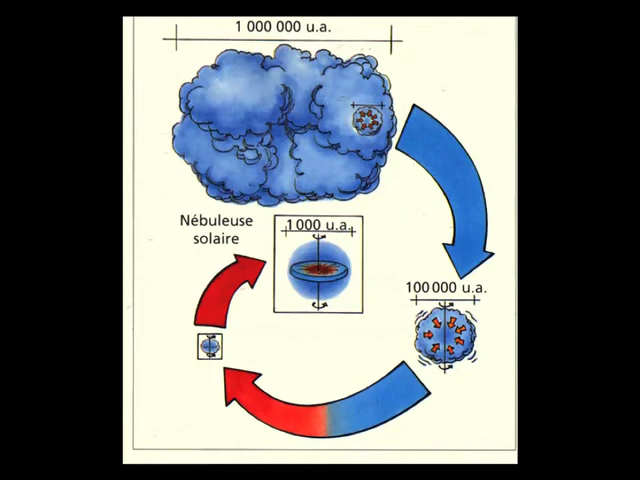 1 000 000 u.a.
Nébuleuse
solaire
1 000 u.a.
100 000 u.a.